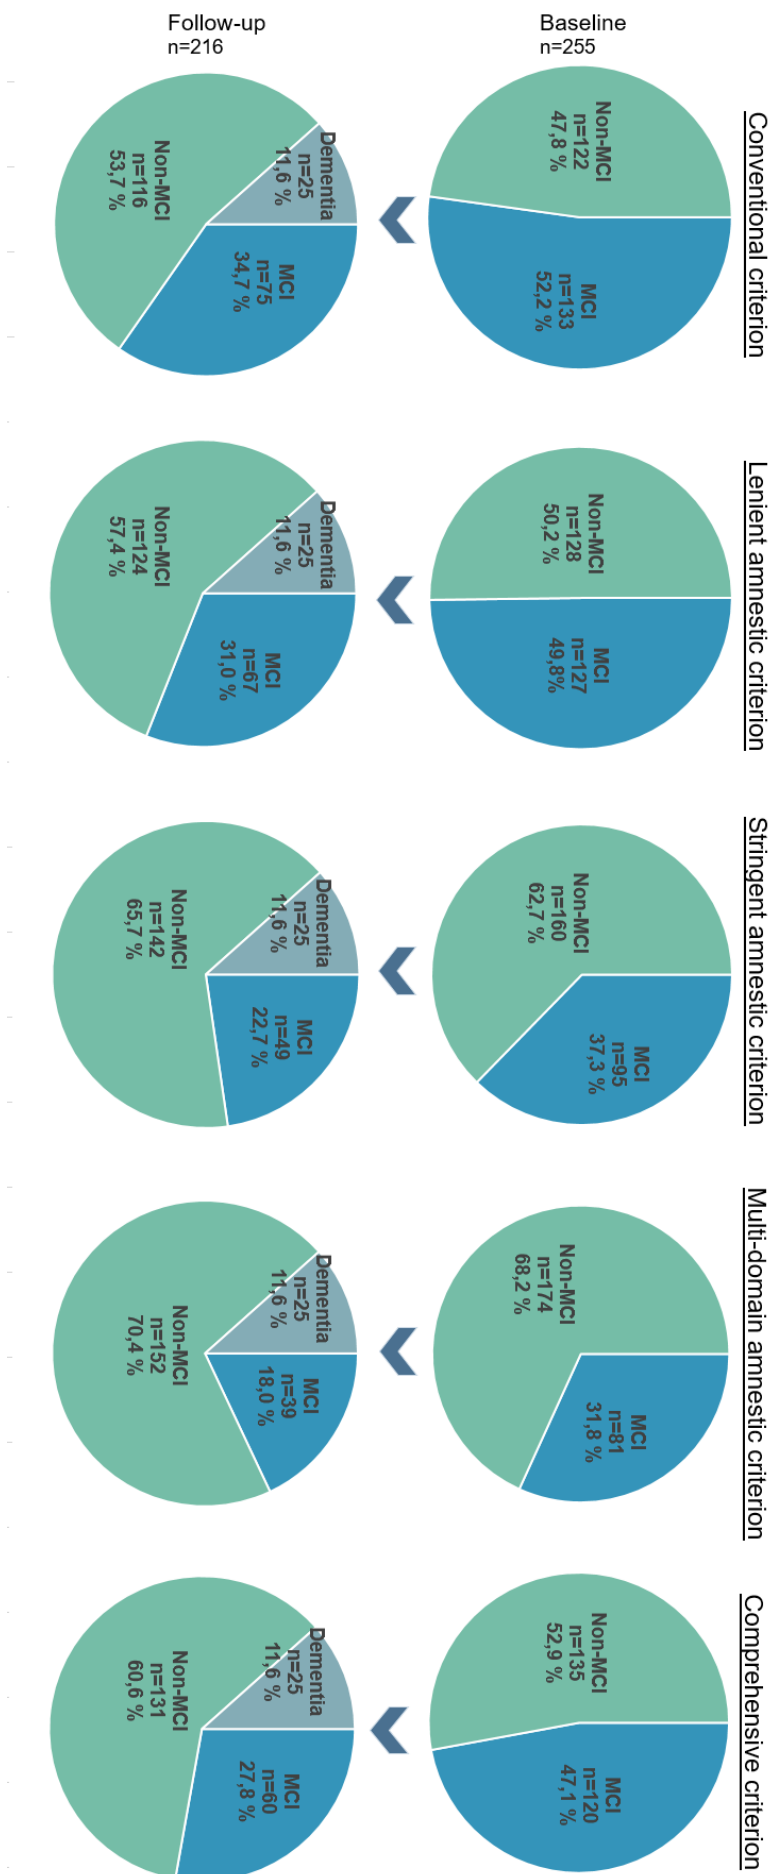 Conventional criterion
Baseline
n=255
Non-MCI
n=122
47,8 %
MCI
n=133
52,2 %
Follow-up
n=216
Dementia
n=25
11,6 %
Non-MCI
n=116
53,7 %
MCI
n=75
34,7 %
Lenient amnestic criterion
Non-MCI
n=128
50,2 %
MCI
n=127
49,8%
Dementia
n=25
11,6 %
Non-MCI
n=124
57,4 %
MCI
n=67
31,0 %
Stringent amnestic criterion
Non-MCI
n=160
62,7 %
MCI
n=95
37,3 %
Dementia
n=25
11,6 %
Non-MCI
n=142
65,7 %
MCI
n=49
22,7 %
Multi-domain amnestic criterion
Non-MCI
n=174
68,2 %
MCI
n=81
31,8 %
Dementia
n=25
11,6 %
Non-MCI
n=152
70,4 %
MCI
n=39
18,0 %
Comprehensive criterion
Non-MCI
n=135
52,9 %
MCI
n=120
47,1 %
Dementia
n=25
11,6 %
Non-MCI
n=131
60,6 %
MCI
n=60
27,8 %